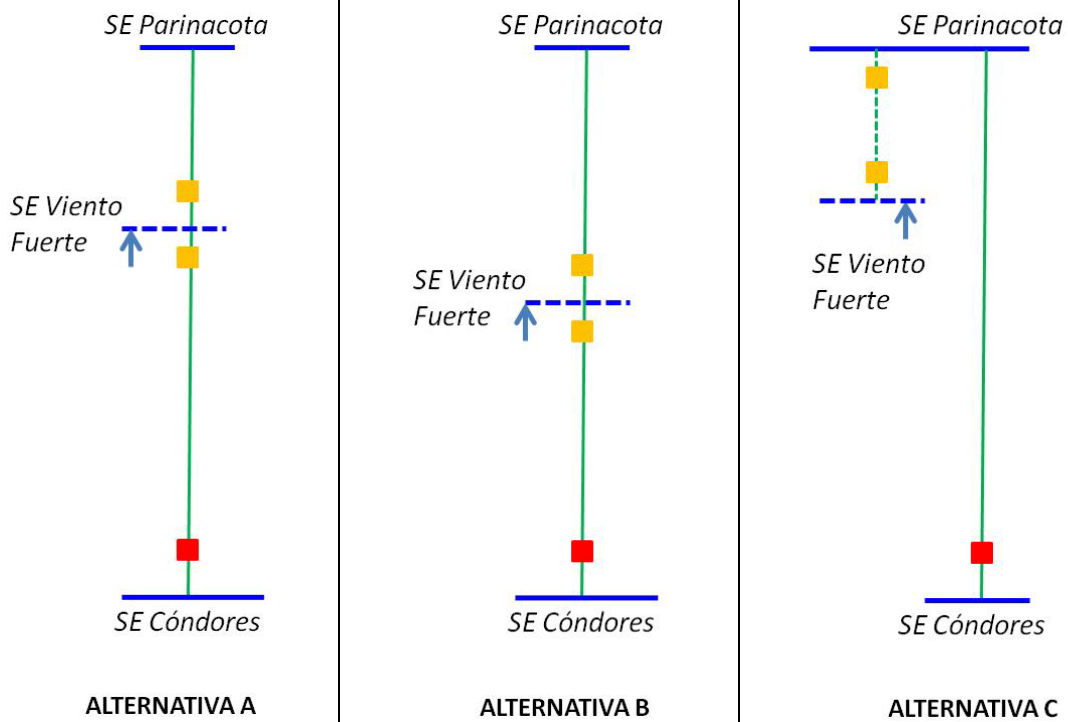 SE Parinacota
SE Viento
Fuerte
SE Cóndores
ALTERNATIVA A
SE Parinacota
SE Viento
Fuerte
SE Cóndores
ALTERNATIVA B
SE Parinacota
SE Viento
Fuerte
SE Cóndores
ALTERNATIVA C